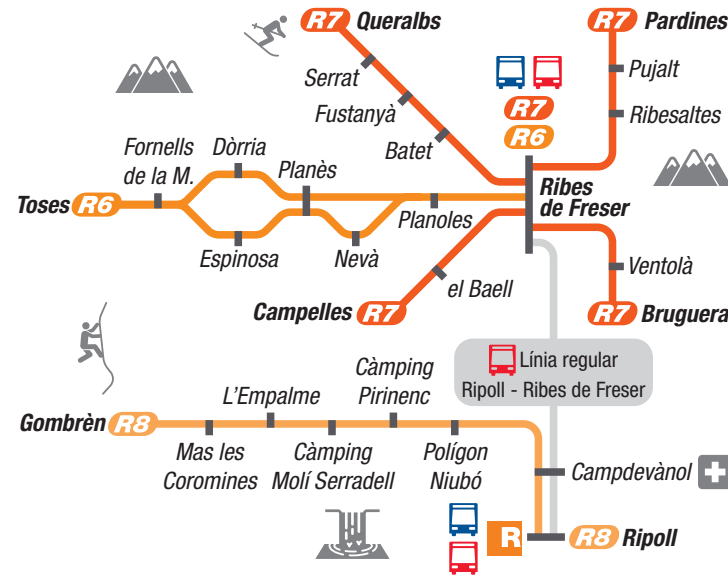 R7 Queralbs
R7 Pardines
Serrat
Pujalt
Fustanyà
R7
Ribesaltes
R6
Batet
Fornells
de la M.
Dòrria
Planès
Toses R6
Ribes
de Freser
Planoles
Espinosa
Nevà
el Baell
Ventolà
Campelles R7
R7 Bruguera
Línia regular
Ripoll - Ribes de Freser
Càmping
Pirinenc
L'Empalme
Gombrèn R8
Mas les
Coromines
Càmping
Molí Serradell
Polígon
Niubó
Campdevànol
R
R8 Ripoll